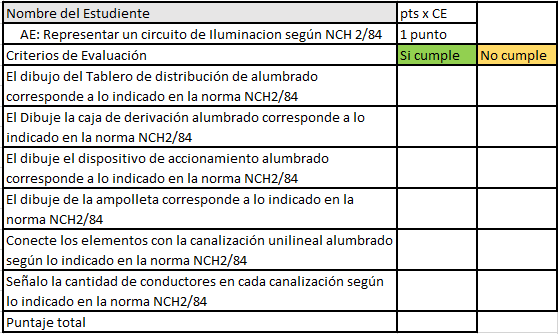 Nombre del Estudiante pts x CE
AE: Representar un circuito de Iluminacion según NCH 2/84 1 punto
Criterios de Evaluación Si cumple No cumple
El dibujo del Tablero de distribución de alumbrado
corresponde a lo indicado en la norma NCH2/84
El Dibuje la caja de derivación alumbrado corresponde a lo
indicado en la norma NCH2/84
El dibuje el dispositivo de accionamiento alumbrado
corresponde a lo indicado en la norma NCH2/84
El dibuje de la ampolleta corresponde a lo indicado en la
norma NCH2/84
Conecte los elementos con la canalización unilineal alumbrado
según lo indicado en la norma NCH2/84
Señalo la cantidad de conductores en cada canalización según
lo indicado en la norma NCH2/84
Puntaje total